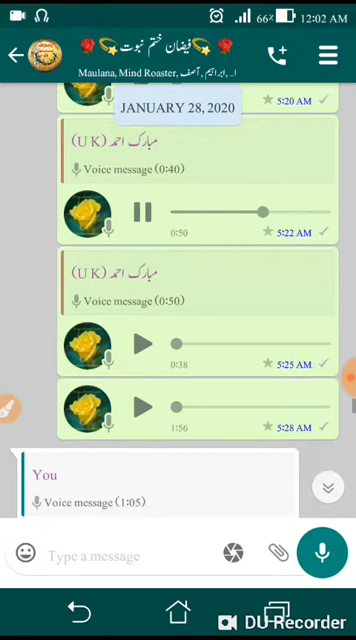 66% 12:02 AM
فیضان ختم نبوت
Maulana, Mind Roaster, ابراہیم, آصف, ...ا
5:20 AM
JANUARY 28, 2020
مبارک احمد (U K)
Voice message (0:40)
0:50 5:22 AM
مبارک احمد (U K)
Voice message (0:50)
0:38 5:25 AM
1:56 5:28 AM
You
Voice message (1:05)
Type a message
DU Recorder